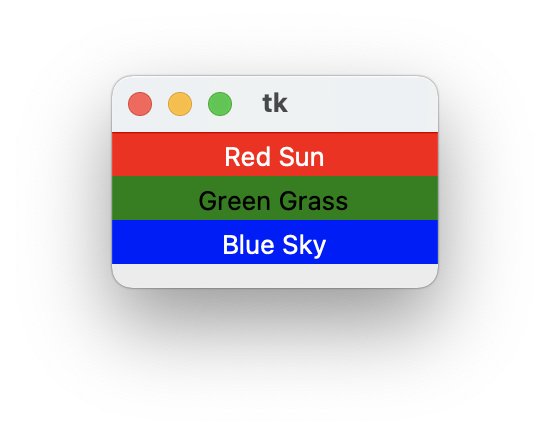 tk
Red Sun
Green Grass
Blue Sky